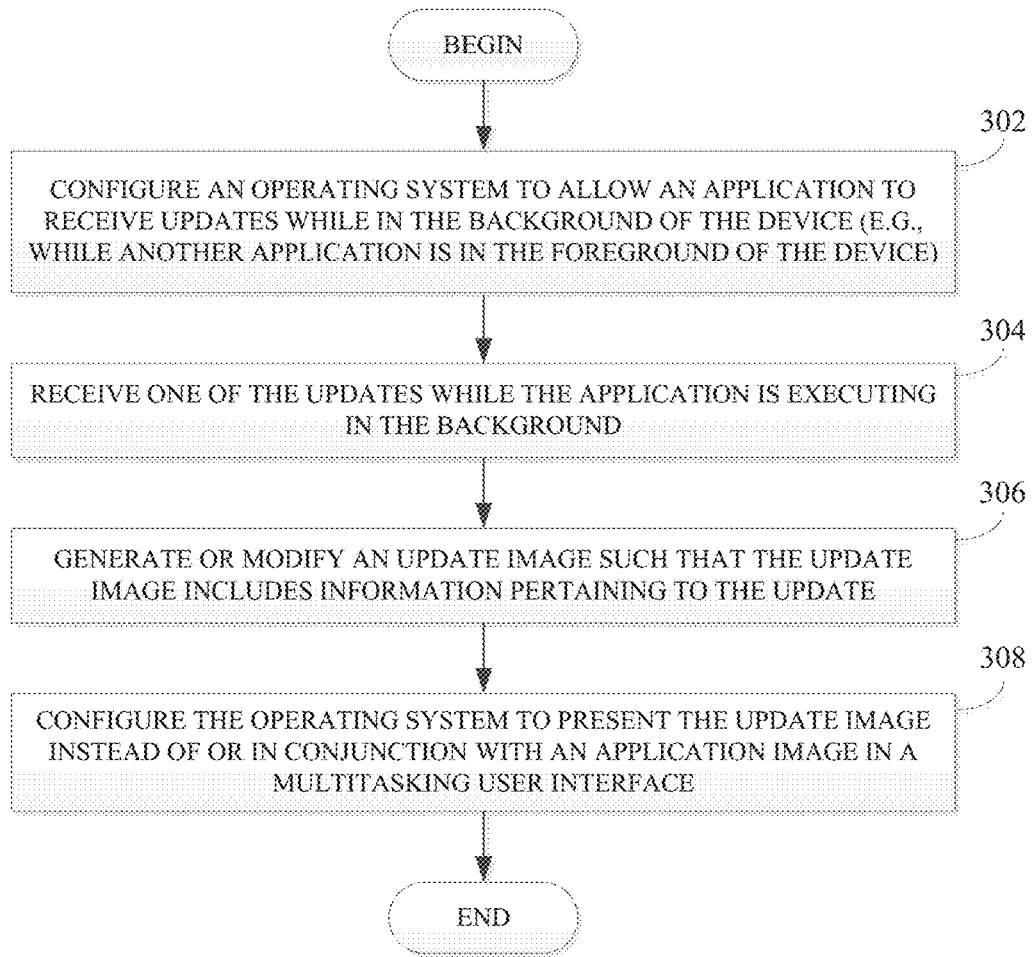 BEGIN
302
CONFIGURE AN OPERATING SYSTEM TO ALLOW AN APPLICATION TO
RECEIVE UPDATES WHILE IN THE BACKGROUND OF THE DEVICE (E.G.,
WHILE ANOTHER APPLICATION IS IN THE FOREGROUND OF THE DEVICE)
304
RECEIVE ONE OF THE UPDATES WHILE THE APPLICATION IS EXECUTING
IN THE BACKGROUND
306
GENERATE OR MODIFY AN UPDATE IMAGE SUCH THAT THE UPDATE
IMAGE INCLUDES INFORMATION PERTAINING TO THE UPDATE
308
CONFIGURE THE OPERATING SYSTEM TO PRESENT THE UPDATE IMAGE
INSTEAD OF OR IN CONJUNCTION WITH AN APPLICATION IMAGE IN A
MULTITASKING USER INTERFACE
END